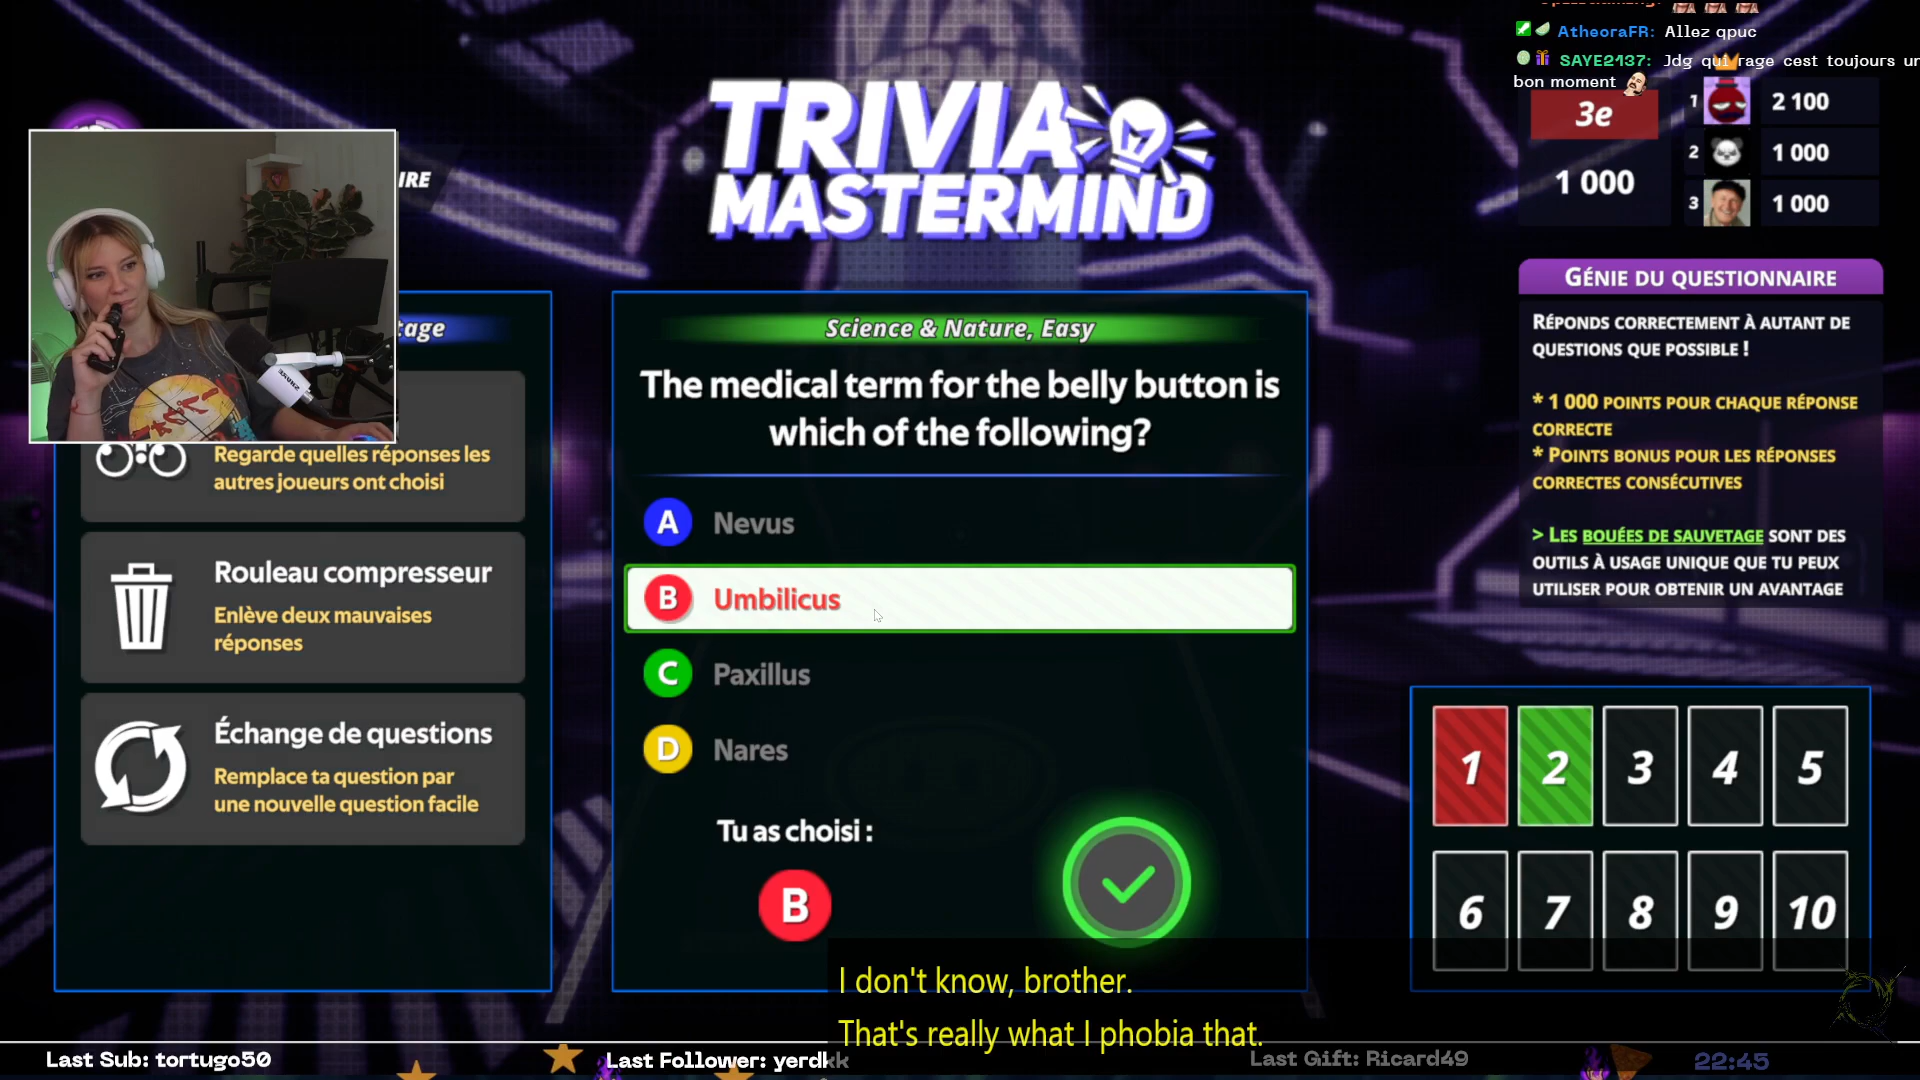 AtheoraFR: Allez qpuc
SAYE2137: Jdg qui rage cest toujours un
bon moment
TRIVIA
MASTERMIND
IRE
3e
1 000
1 2 100
2 1 000
3 1 000
tage
Regarde quelles réponses les
autres joueurs ont choisi
Rouleau compresseur
Enlève deux mauvaises
réponses
Échange de questions
Remplace ta question par
une nouvelle question facile
Science & Nature, Easy
The medical term for the belly button is
which of the following?
A Nevus
B Umbilicus
C Paxillus
D Nares
Tu as choisi :
B
GÉNIE DU QUESTIONNAIRE
RÉPONDS CORRECTEMENT À AUTANT DE
QUESTIONS QUE POSSIBLE !
* 1 000 POINTS POUR CHAQUE RÉPONSE
CORRECTE
* POINTS BONUS POUR LES RÉPONSES
CORRECTES CONSÉCUTIVES
> LES BOUÉES DE SAUVETAGE SONT DES
OUTILS À USAGE UNIQUE QUE TU PEUX
UTILISER POUR OBTENIR UN AVANTAGE
1 2 3 4 5
6 7 8 9 10
I don't know, brother.
That's really what I phobia that.
Last Sub: tortugo50
Last Follower: yerdkk
Last Gift: Ricard49
22:45